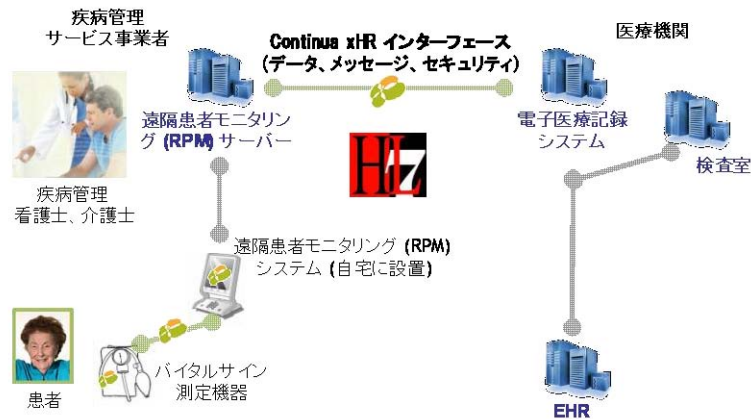 疾病管理
サービス事業者
Continua xHR インターフェース
(データ、メッセージ、セキュリティ)
医療機関
遠隔患者モニタリン
グ (RPM) サーバー
電子医療記録
システム
検査室
HL7
疾病管理
看護士、介護士
遠隔患者モニタリング (RPM)
システム (自宅に設置)
バイタルサイン
測定機器
患者
EHR